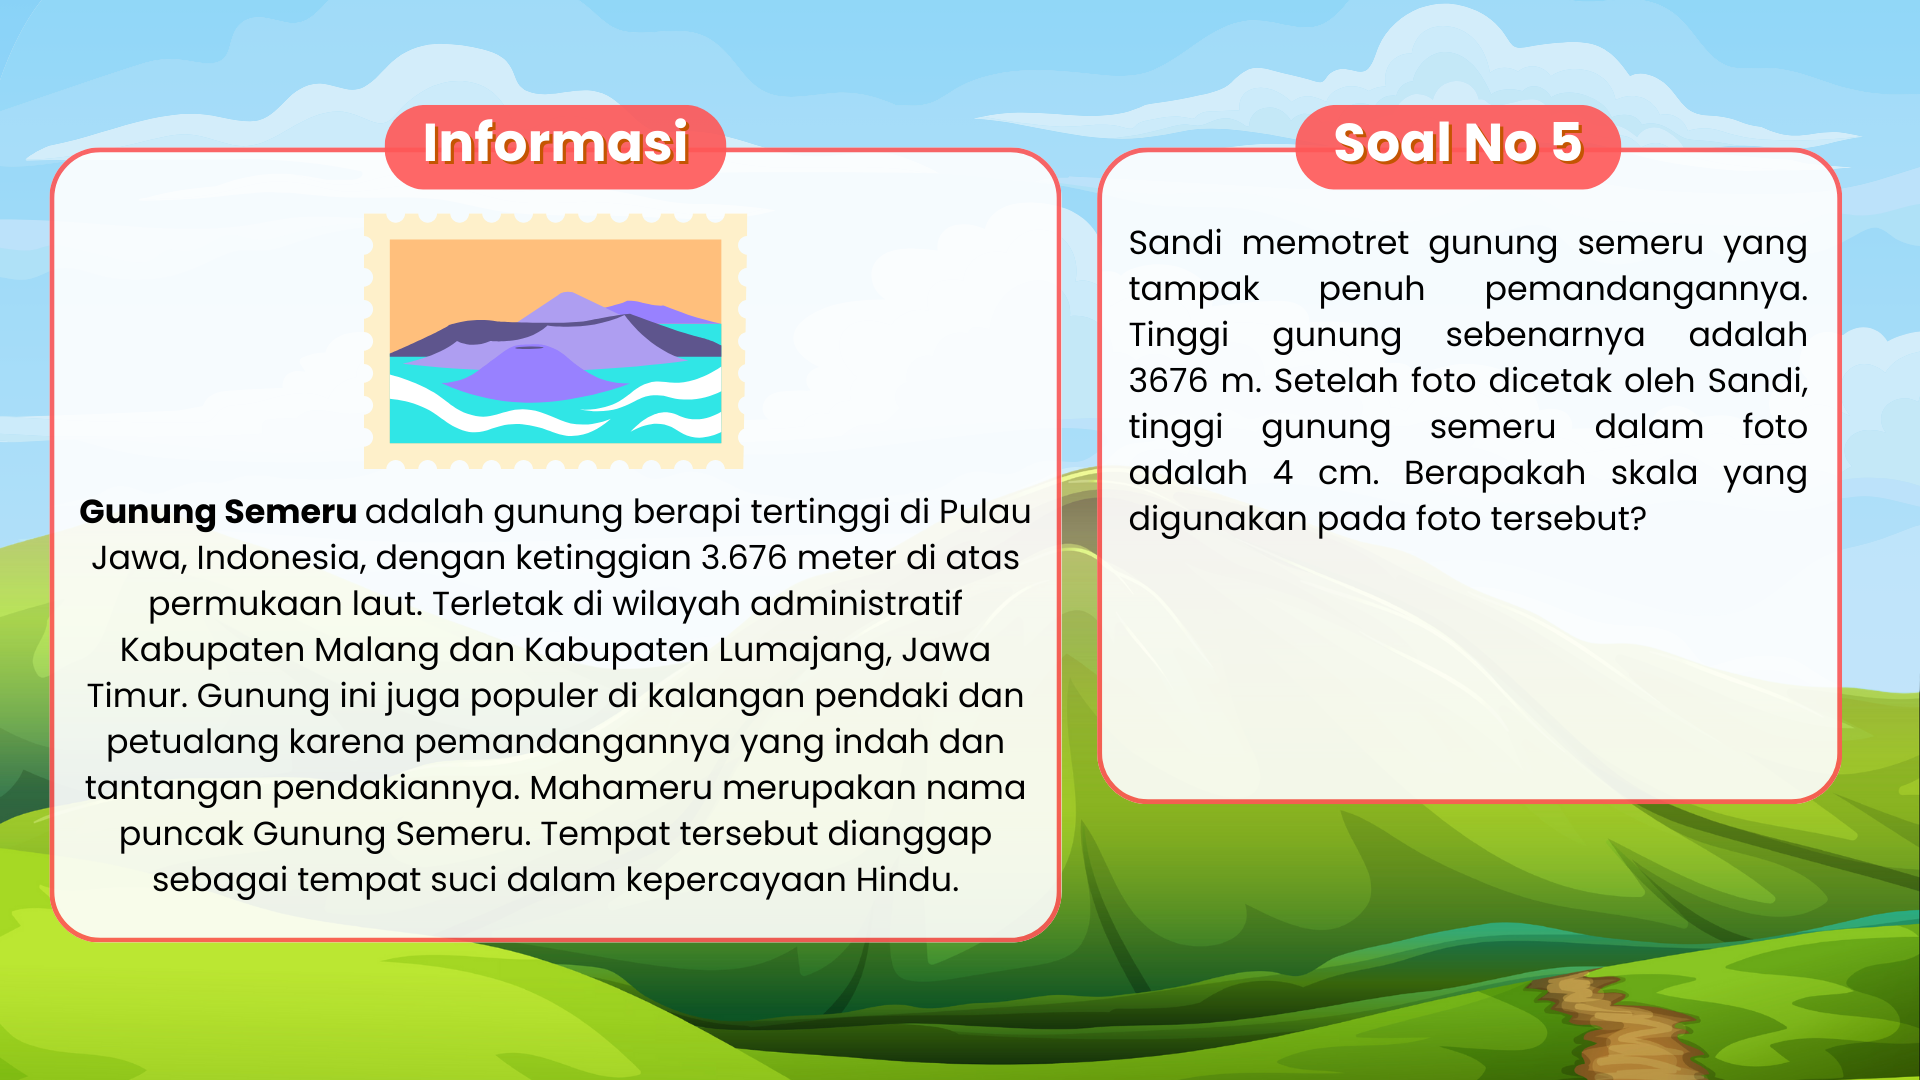 Informasi
Gunung Semeru adalah gunung berapi tertinggi di Pulau
Jawa, Indonesia, dengan ketinggian 3.676 meter di atas
permukaan laut. Terletak di wilayah administratif
Kabupaten Malang dan Kabupaten Lumajang, Jawa
Timur. Gunung ini juga populer di kalangan pendaki dan
petualang karena pemandangannya yang indah dan
tantangan pendakiannya. Mahameru merupakan nama
puncak Gunung Semeru. Tempat tersebut dianggap
sebagai tempat suci dalam kepercayaan Hindu.
Soal No 5
Sandi memotret gunung semeru yang
tampak penuh pemandangannya.
Tinggi gunung sebenarnya adalah
3676 m. Setelah foto dicetak oleh Sandi,
tinggi gunung semeru dalam foto
adalah 4 cm. Berapakah skala yang
digunakan pada foto tersebut?